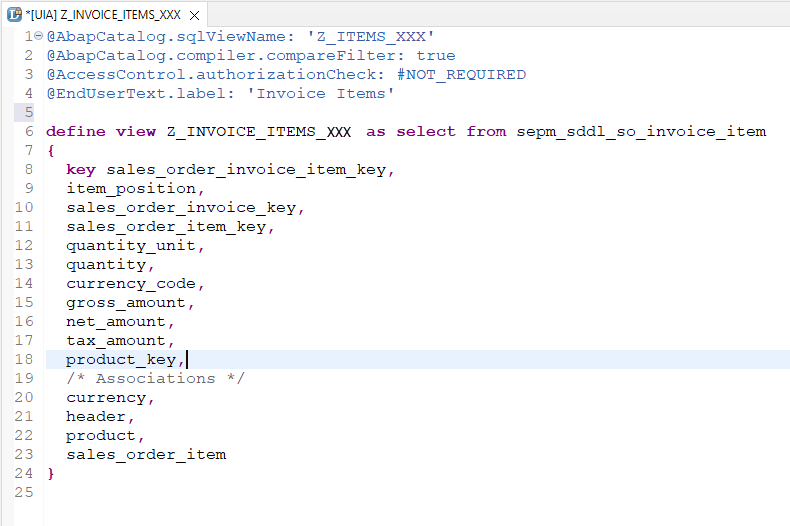 *[UIA] Z_INVOICE_ITEMS_XXX
1 @AbapCatalog.sqlViewName: 'Z_ITEMS_XXX'
2 @AbapCatalog.compiler.compareFilter: true
3 @AccessControl.authorizationCheck: #NOT_REQUIRED
4 @EndUserText.label: 'Invoice Items'
5
6 define view Z_INVOICE_ITEMS_XXX as select from sepm_sddl_so_invoice_item
7 {
8   key sales_order_invoice_item_key,
9   item_position,
10   sales_order_invoice_key,
11   sales_order_item_key,
12   quantity_unit,
13   quantity,
14   currency_code,
15   gross_amount,
16   net_amount,
17   tax_amount,
18   product_key,
19   /* Associations */
20   currency,
21   header,
22   product,
23   sales_order_item
24 }
25